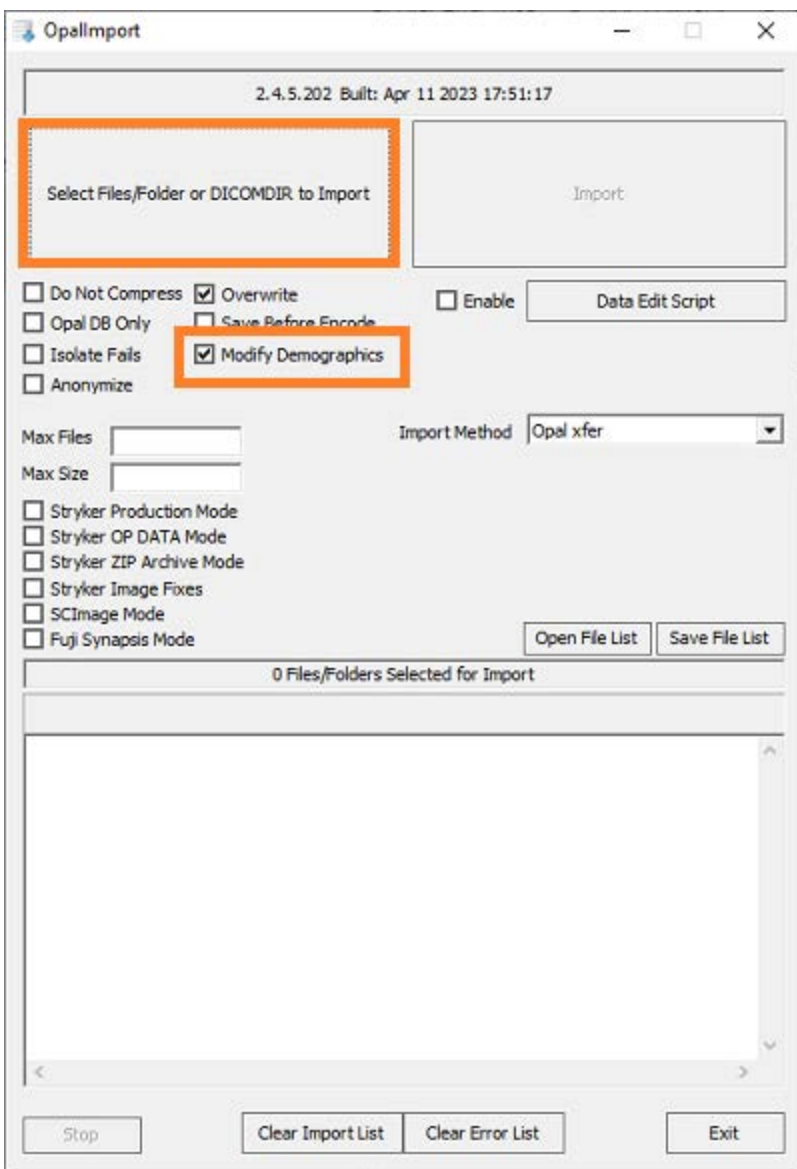 OpalImport
2.4.5.202 Built: Apr 11 2023 17:51:17
Select Files/Folder or DICOMDIR to Import
Import
Do Not Compress
Overwrite
Enable
Data Edit Script
Opal DB Only
Save Before Encode
Isolate Fails
Modify Demographics
Anonymize
Max Files
Import Method
Opal xfer
Max Size
Stryker Production Mode
Stryker OP DATA Mode
Stryker ZIP Archive Mode
Stryker Image Fixes
SCImage Mode
Fuji Synapsis Mode
Open File List
Save File List
0 Files/Folders Selected for Import
Stop
Clear Import List
Clear Error List
Exit